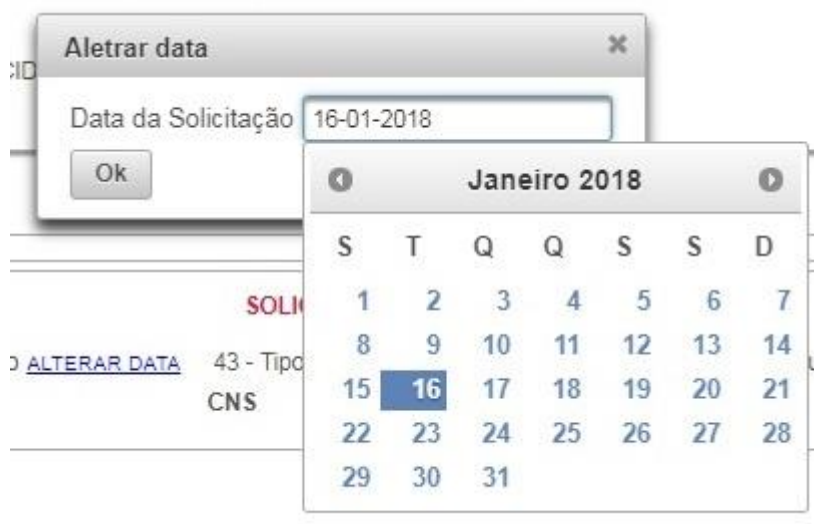 Aletrar data
Data da Solicitação 16-01-2018
Ok
Janeiro 2018
S T Q Q S S D
1 2 3 4 5 6 7
8 9 10 11 12 13 14
15 16 17 18 19 20 21
22 23 24 25 26 27 28
29 30 31
ALTERAR DATA 43 -
CNS